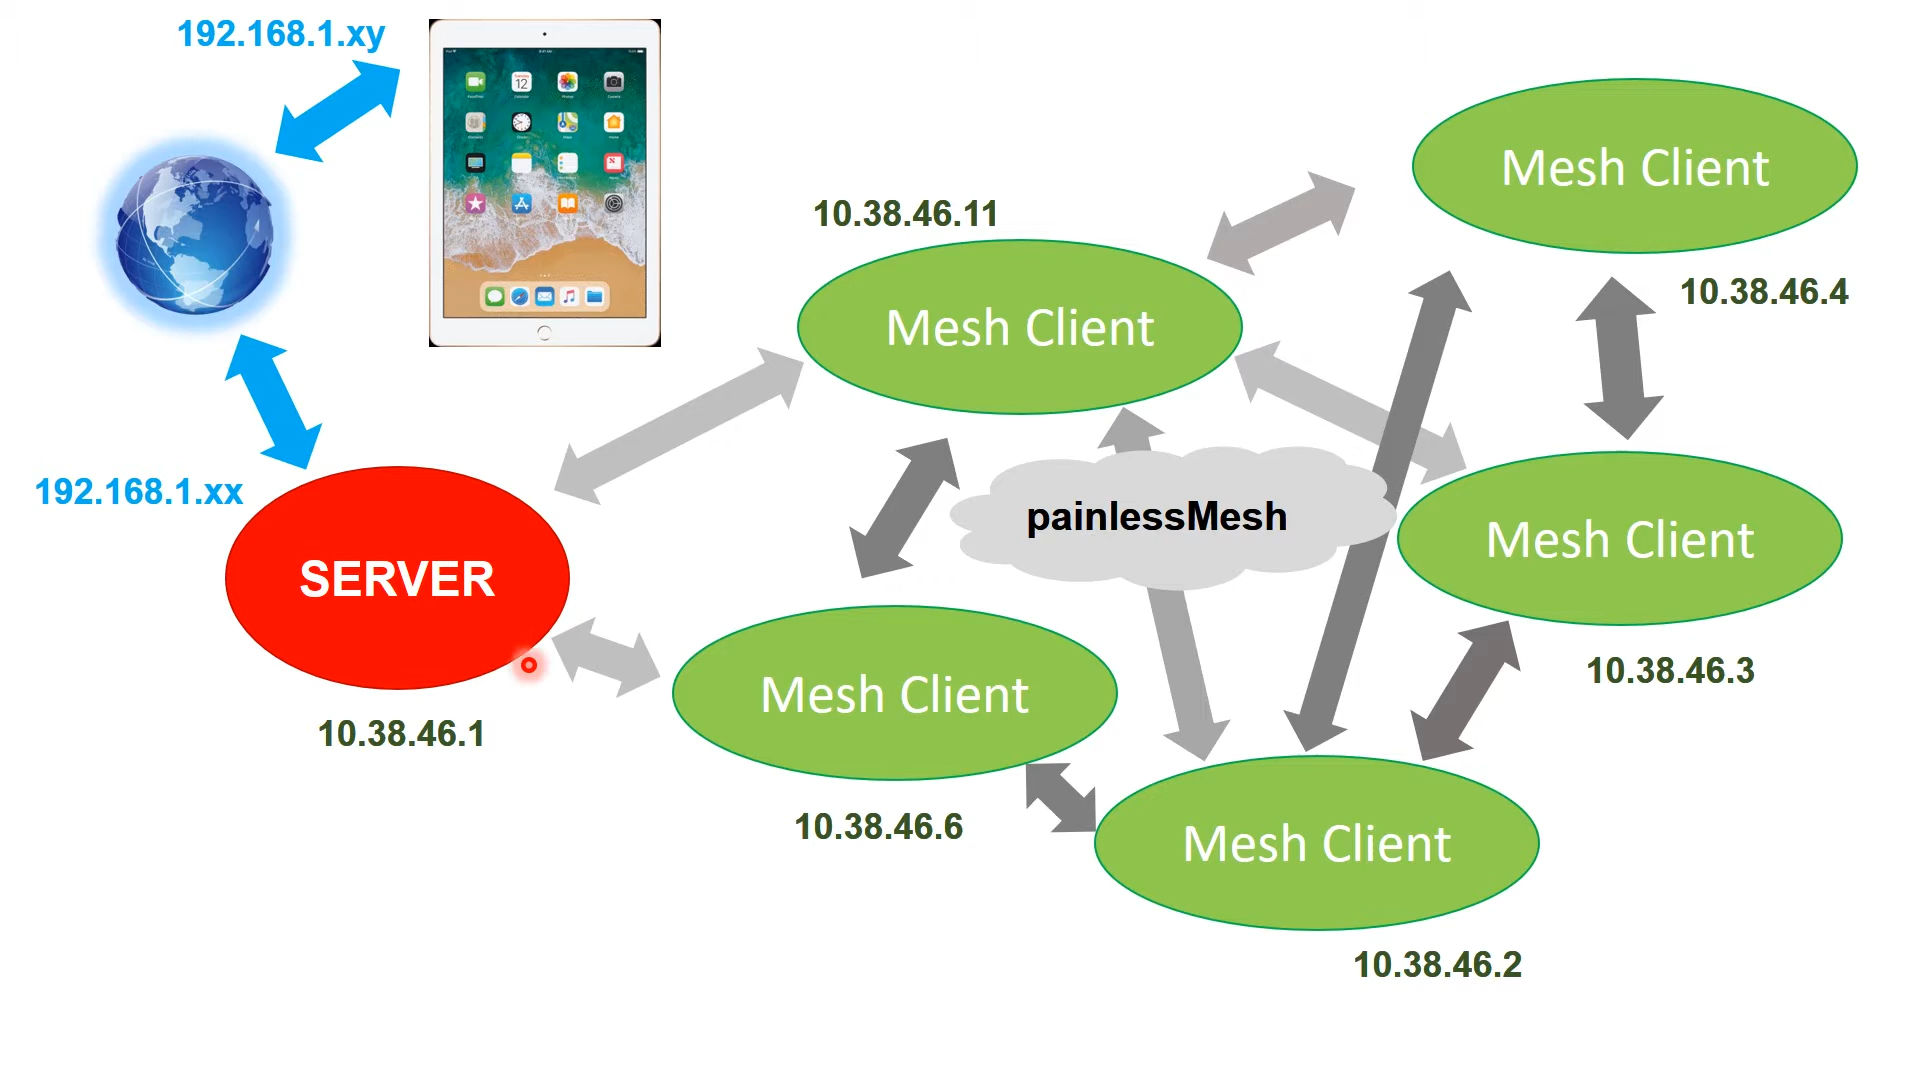 192.168.1.xy
12
Mesh Client
10.38.46.11
10.38.46.4
Mesh Client
192.168.1.xx
painlessMesh
Mesh Client
SERVER
10.38.46.3
Mesh Client
10.38.46.1
10.38.46.6
Mesh Client
10.38.46.2